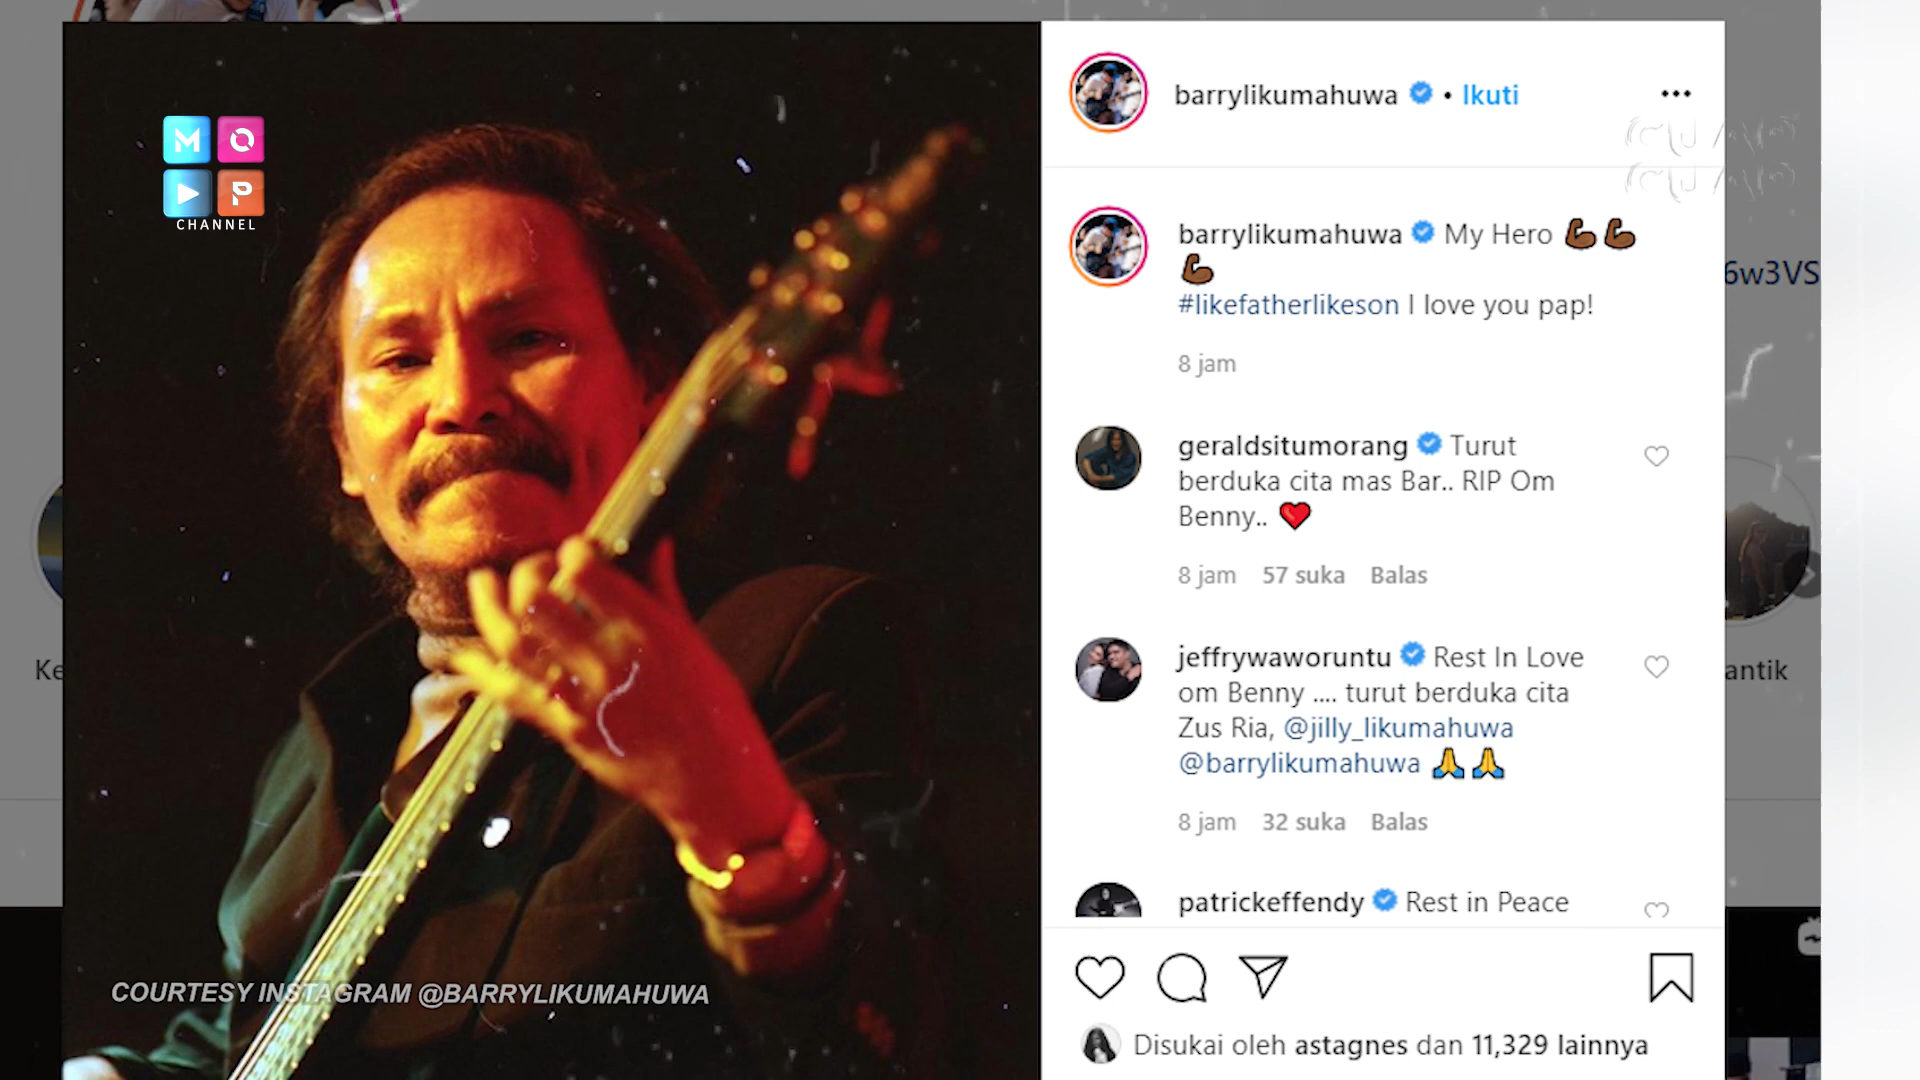 M O
P
CHANNEL
COURTESY INSTAGRAM @BARRYLIKUMAHUWA
barrylikumahuwa • Ikuti
barrylikumahuwa My Hero
#likefatherlikeson I love you pap!
8 jam
geraldsitumorang Turut
berduka cita mas Bar.. RIP Om
Benny..
8 jam 57 suka Balas
jeffrywaworuntu Rest In Love
om Benny .... turut berduka cita
Zus Ria, @jilly_likumahuwa
@barrylikumahuwa
8 jam 32 suka Balas
patrickeffendy Rest in Peace
Disukai oleh astagnes dan 11,329 lainnya
6w3VS
Ke
antik